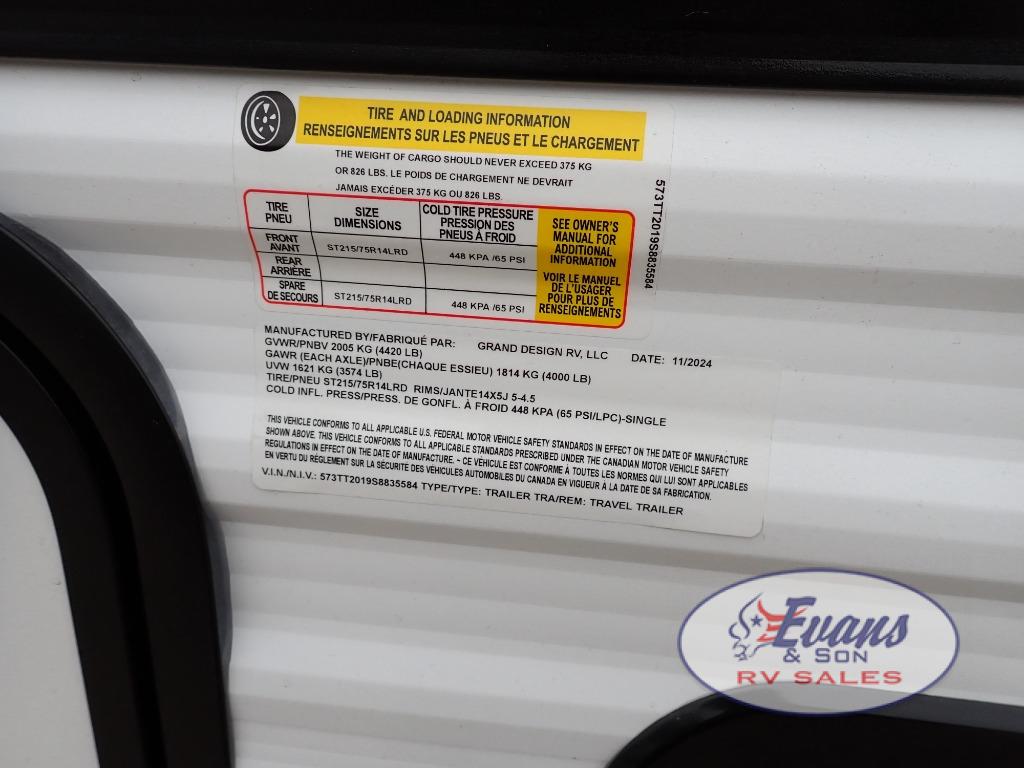 TIRE AND LOADING INFORMATION
RENSEIGNEMENTS SUR LES PNEUS ET LE CHARGEMENT
THE WEIGHT OF CARGO SHOULD NEVER EXCEED 375 KG
OR 826 LBS. LE POIDS DE CHARGEMENT NE DEVRAIT
JAMAIS EXCÉDER 375 KG OU 826 LBS.
TIRE
PNEU
SIZE
DIMENSIONS
COLD TIRE PRESSURE
PRESSION DES
PNEUS À FROID
SEE OWNER'S
MANUAL FOR
ADDITIONAL
INFORMATION
VOIR LE MANUEL
DE L'USAGER
POUR PLUS DE
RENSEIGNEMENTS
FRONT
AVANT
ST215/75R14LRD
448 KPA /65 PSI
REAR
ARRIÈRE
SPARE
DE SECOURS
ST215/75R14LRD
448 KPA /65 PSI
573TT2019S8835584
MANUFACTURED BY/FABRIQUÉ PAR: GRAND DESIGN RV, LLC DATE: 11/2024
GVWR/PNBV 2005 KG (4420 LB)
GAWR (EACH AXLE)/PNBE(CHAQUE ESSIEU) 1814 KG (4000 LB)
UVW 1621 KG (3574 LB)
TIRE/PNEU ST215/75R14LRD RIMS/JANTE14X5J 5-4.5
COLD INFL. PRESS/PRESS. DE GONFL. À FROID 448 KPA (65 PSI/LPC)-SINGLE
THIS VEHICLE CONFORMS TO ALL APPLICABLE U.S. FEDERAL MOTOR VEHICLE SAFETY STANDARDS IN EFFECT ON THE DATE OF MANUFACTURE
SHOWN ABOVE. THIS VEHICLE CONFORMS TO ALL APPLICABLE STANDARDS PRESCRIBED UNDER THE CANADIAN MOTOR VEHICLE SAFETY
REGULATIONS IN EFFECT ON THE DATE OF MANUFACTURE. - CE VÉHICULE EST CONFORME À TOUTES LES NORMES QUI LUI SONT APPLICABLES
EN VERTU DU RÈGLEMENT SUR LA SÉCURITÉ DES VÉHICULES AUTOMOBILES DU CANADA EN VIGUEUR À LA DATE DE SA FABRICATION.
V.I.N./N.I.V.: 573TT2019S8835584 TYPE/TYPE: TRAILER TRA/REM: TRAVEL TRAILER
Evans
& SON
RV SALES